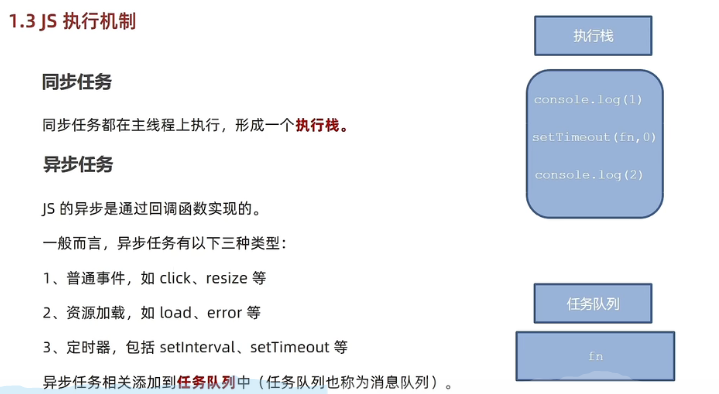 1.3 JS 执行机制
同步任务
同步任务都在主线程上执行，形成一个执行栈。
异步任务
JS 的异步是通过回调函数实现的。
一般而言，异步任务有以下三种类型：
1、普通事件，如 click、resize 等
2、资源加载，如 load、error 等
3、定时器，包括 setInterval、setTimeout 等
异步任务相关添加到任务队列中（任务队列也称为消息队列）。
执行栈
console.log(1)
setTimeout(fn,0)
console.log(2)
任务队列
fn